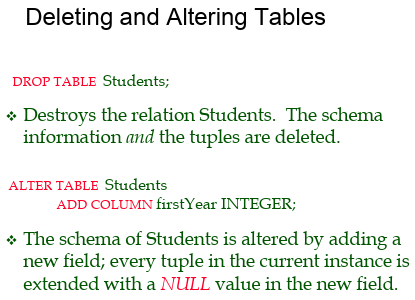 Deleting and Altering Tables
DROP TABLE Students;
❖ Destroys the relation Students. The schema
information and the tuples are deleted.
ALTER TABLE Students
ADD COLUMN firstYear INTEGER;
❖ The schema of Students is altered by adding a
new field; every tuple in the current instance is
extended with a NULL value in the new field.